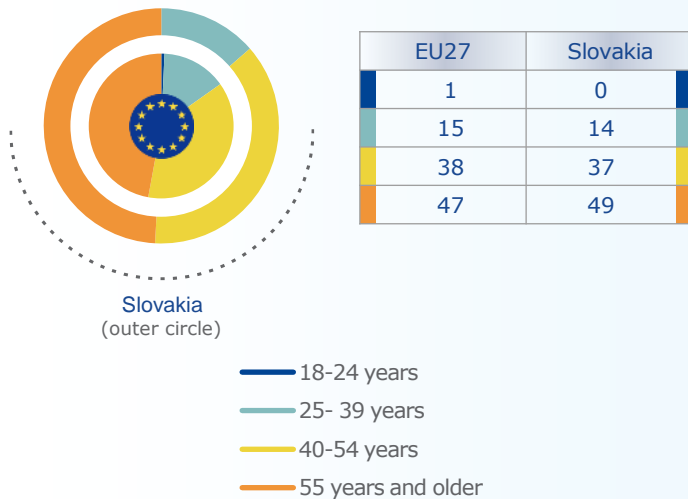 EU27 Slovakia
1 0
15 14
38 37
47 49
Slovakia
(outer circle)
18-24 years
25- 39 years
40-54 years
55 years and older